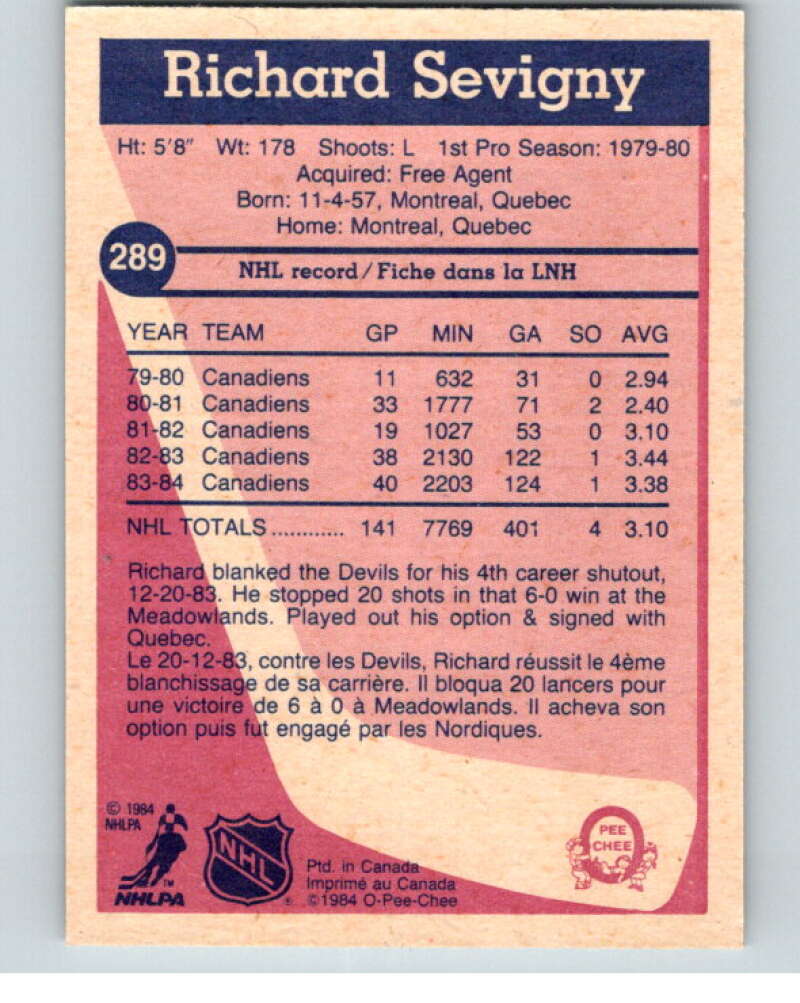 Richard Sevigny
Ht: 5'8" Wt: 178 Shoots: L 1st Pro Season: 1979-80
Acquired: Free Agent
Born: 11-4-57, Montreal, Quebec
Home: Montreal, Quebec
289
NHL record/Fiche dans la LNH
YEAR TEAM GP MIN GA SO AVG
79-80 Canadiens 11 632 31 0 2.94
80-81 Canadiens 33 1777 71 2 2.40
81-82 Canadiens 19 1027 53 0 3.10
82-83 Canadiens 38 2130 122 1 3.44
83-84 Canadiens 40 2203 124 1 3.38
NHL TOTALS ............ 141 7769 401 4 3.10
Richard blanked the Devils for his 4th career shutout,
12-20-83. He stopped 20 shots in that 6-0 win at the
Meadowlands. Played out his option & signed with
Quebec.
Le 20-12-83, contre les Devils, Richard réussit le 4ème
blanchissage de sa carrière. Il bloqua 20 lancers pour
une victoire de 6 à 0 à Meadowlands. Il acheva son
option puis fut engagé par les Nordiques.
© 1984
NHLPA
TM
NHLPA
NHL
®
Ptd. in Canada
Imprimé au Canada
©1984 O-Pee-Chee
PEE
CHEE